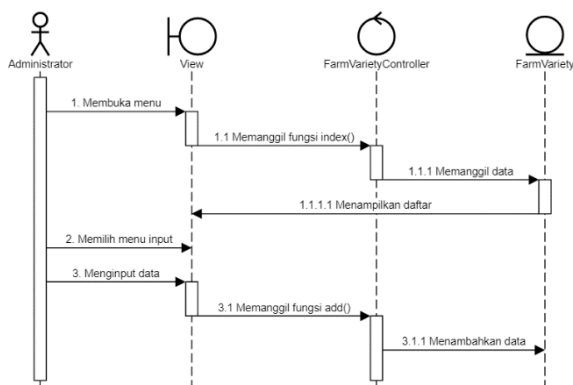 Administrator
View
FarmVarietyController
FarmVariety
1. Membuka menu
1.1 Memanggil fungsi index()
1.1.1 Memanggil data
1.1.1.1 Menampilkan daftar
2. Memilih menu input
3. Menginput data
3.1 Memanggil fungsi add()
3.1.1 Menambahkan data